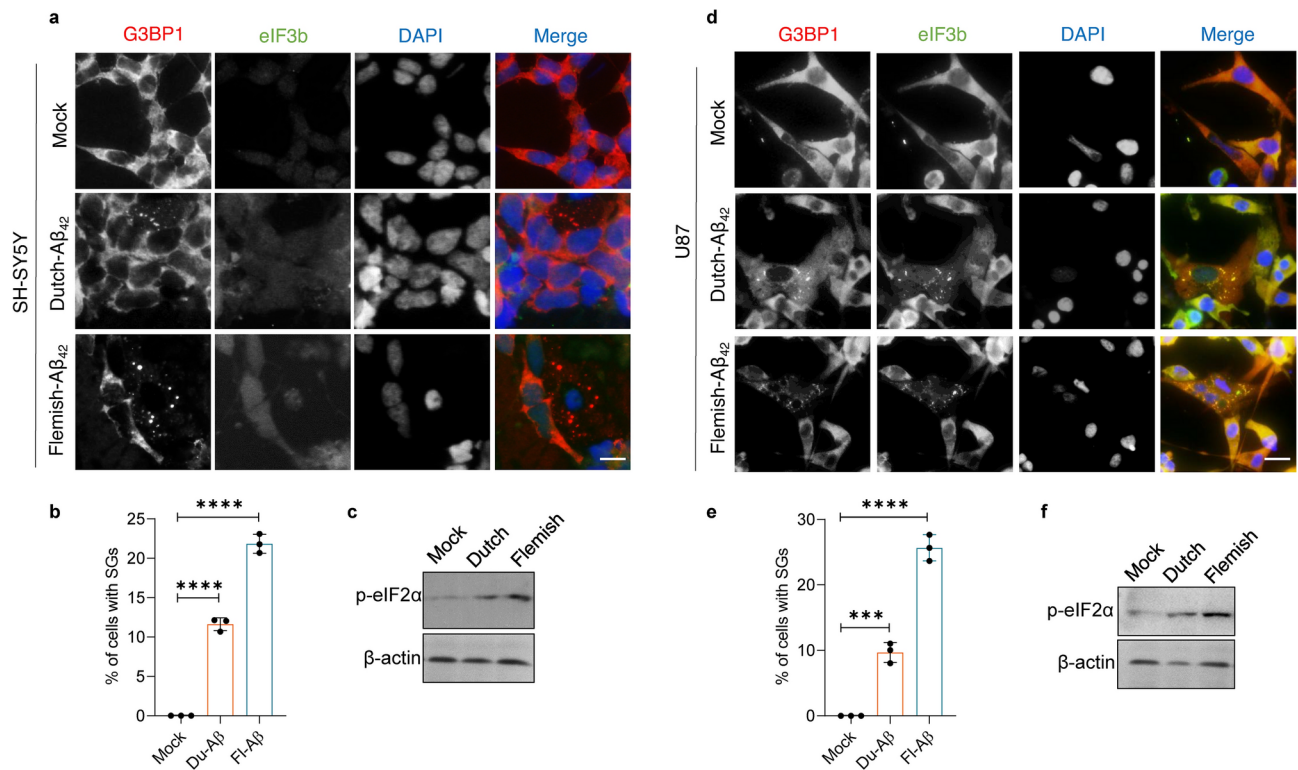 a
G3BP1 eIF3b DAPI Merge
SH-SY5Y
Mock
Dutch-Aβ42
Flemish-Aβ42
b
% of cells with SGs
25
20
15
10
5
0
****
****
Mock Du-Aβ Fl-Aβ
c
Mock Dutch Flemish
p-eIF2α
β-actin
d
G3BP1 eIF3b DAPI Merge
U87
Mock
Dutch-Aβ42
Flemish-Aβ42
e
% of cells with SGs
30
20
10
0
****
***
Mock Du-Aβ Fl-Aβ
f
Mock Dutch Flemish
p-eIF2α
β-actin